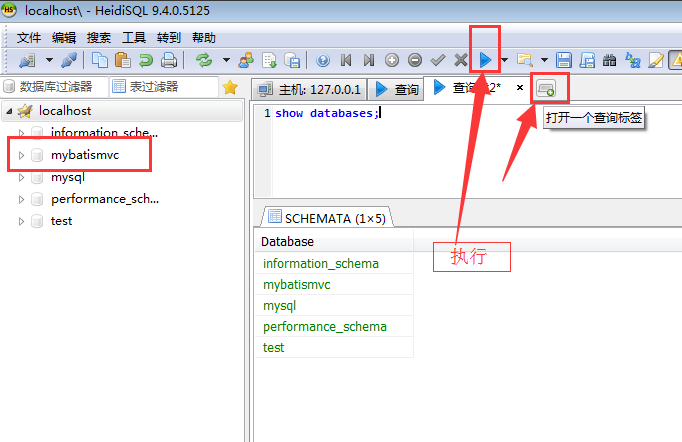 localhost\ - HeidiSQL 9.4.0.5125
文件 编辑 搜索 工具 转到 帮助
数据库过滤器 表过滤器
主机: 127.0.0.1 查询 查询 2*
localhost
information_sche...
mybatismvc
mysql
performance_sch...
test
1 show databases;
打开一个查询标签
SCHEMATA (1×5)
Database
information_schema
mybatismvc
mysql
performance_schema
test
执行